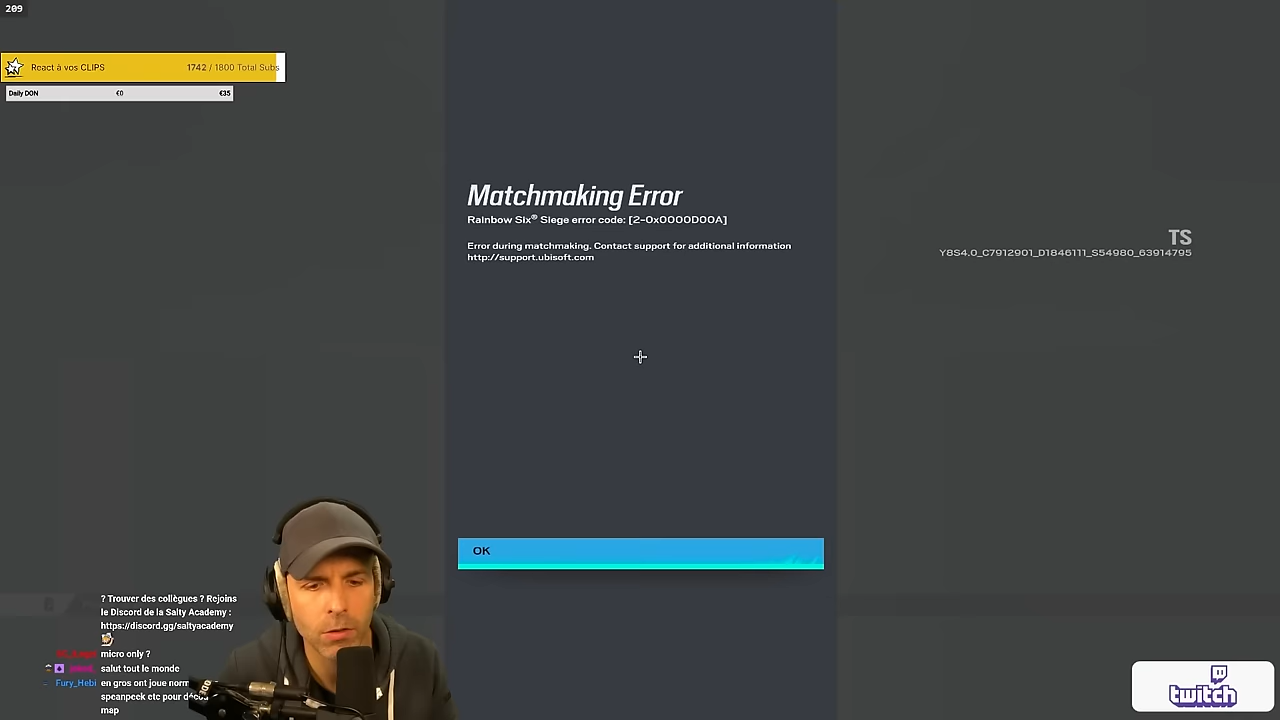 209
React à vos CLIPS 1742 / 1800 Total Subs
Daily DON €0 €35
Matchmaking Error
Rainbow Six® Siege error code: [2-0x0000D00A]
Error during matchmaking. Contact support for additional information
http://support.ubisoft.com
TS
Y8S4.0_C7912901_D1846111_S54980_63914795
OK
? Trouver des collègues ? Rejoins
le Discord de la Salty Academy :
https://discord.gg/saltyacademy
micro only ?
salut tout le monde
Fury_Hebi en gros ont joue norm
speanpeek etc pour déco
map
twitch